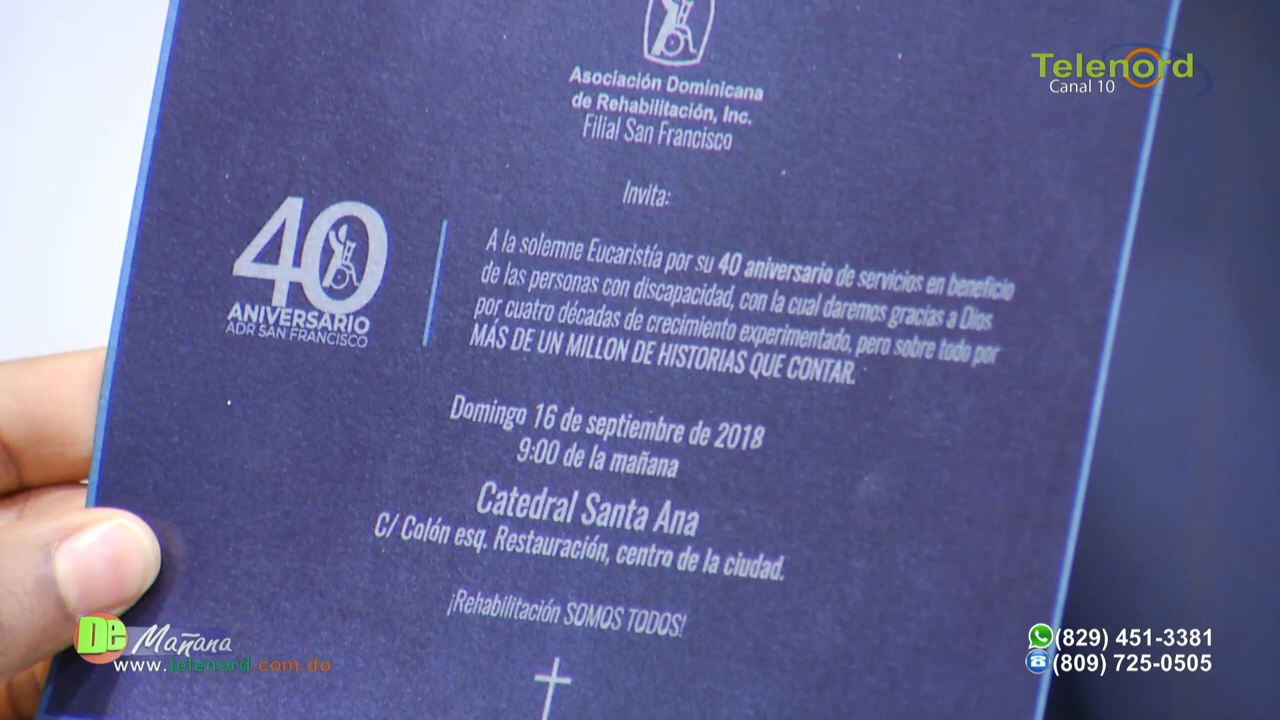 Telenord
Canal 10
Asociación Dominicana
de Rehabilitación, Inc.
Filial San Francisco
Invita:
40
ANIVERSARIO
ADR SAN FRANCISCO
A la solemne Eucaristía por su 40 aniversario de servicios en beneficio
de las personas con discapacidad, con la cual daremos gracias a Dios
por cuatro décadas de crecimiento experimentado, pero sobre todo por
MÁS DE UN MILLON DE HISTORIAS QUE CONTAR.
Domingo 16 de septiembre de 2018
9:00 de la mañana
Catedral Santa Ana
C/ Colón esq. Restauración, centro de la ciudad.
¡Rehabilitación SOMOS TODOS!
De Mañana
www.telenord.com.do
(829) 451-3381
(809) 725-0505